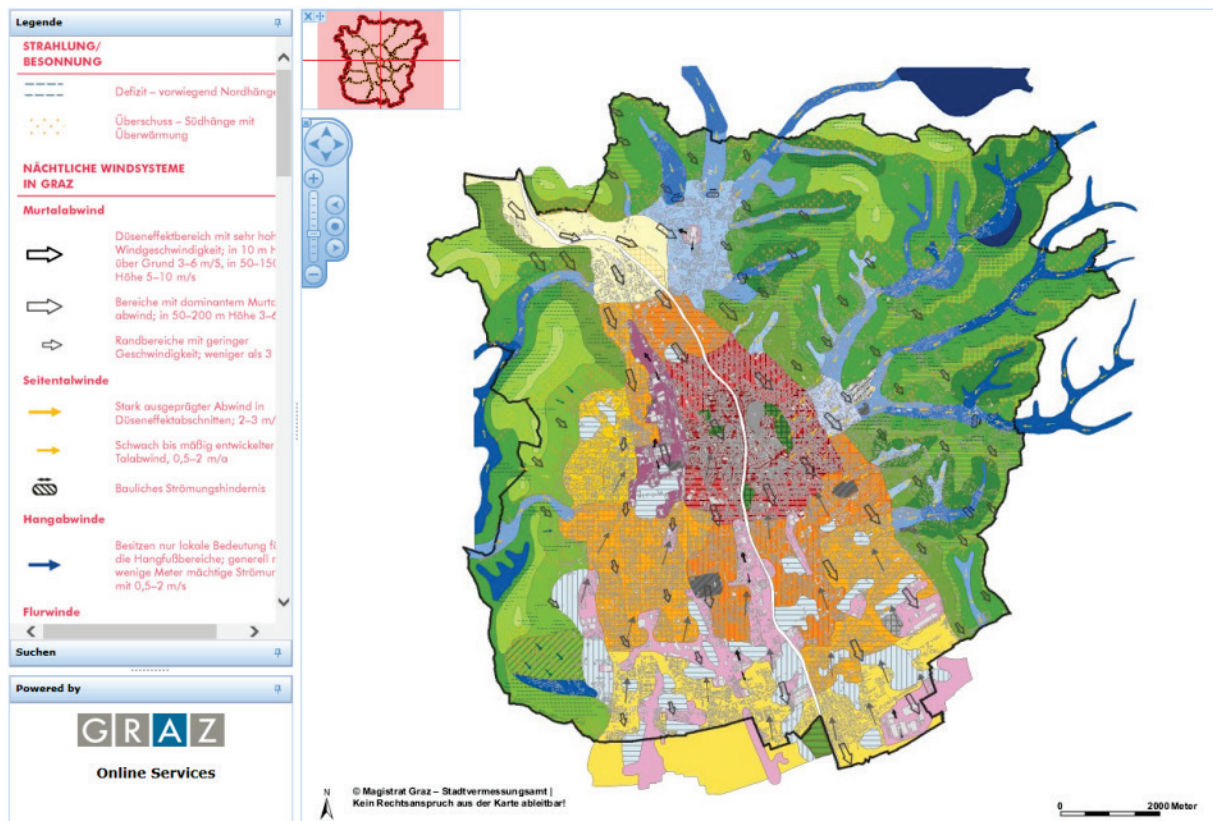 Legende
STRAHLUNG/
BESONNUNG
Defizit – vorwiegend Nordhänge
Überschuss – Südhänge mit
Überwärmung
NÄCHTLICHE WINDSYSTEME
IN GRAZ
Murtalabwind
Düseneffektbereich mit sehr hoh
Windgeschwindigkeit; in 10 m H
über Grund 3–6 m/S, in 50–150
Höhe 5–10 m/s
Bereiche mit dominantem Murta
abwind; in 50–200 m Höhe 3–6
Randbereiche mit geringer
Geschwindigkeit; weniger als 3
Seitentalwinde
Stark ausgeprägter Abwind in
Düseneffektabschnitten; 2–3 m/
Schwach bis mäßig entwickelter
Talabwind, 0,5–2 m/a
Bauliches Strömungshindernis
Hangabwinde
Besitzen nur lokale Bedeutung fü
die Hangfußbereiche; generell n
wenige Meter mächtige Strömun
mit 0,5–2 m/s
Flurwinde
Suchen
Powered by
GRAZ
Online Services
N
© Magistrat Graz – Stadtvermessungsamt |
Kein Rechtsanspruch aus der Karte ableitbar!
0 2000 Meter